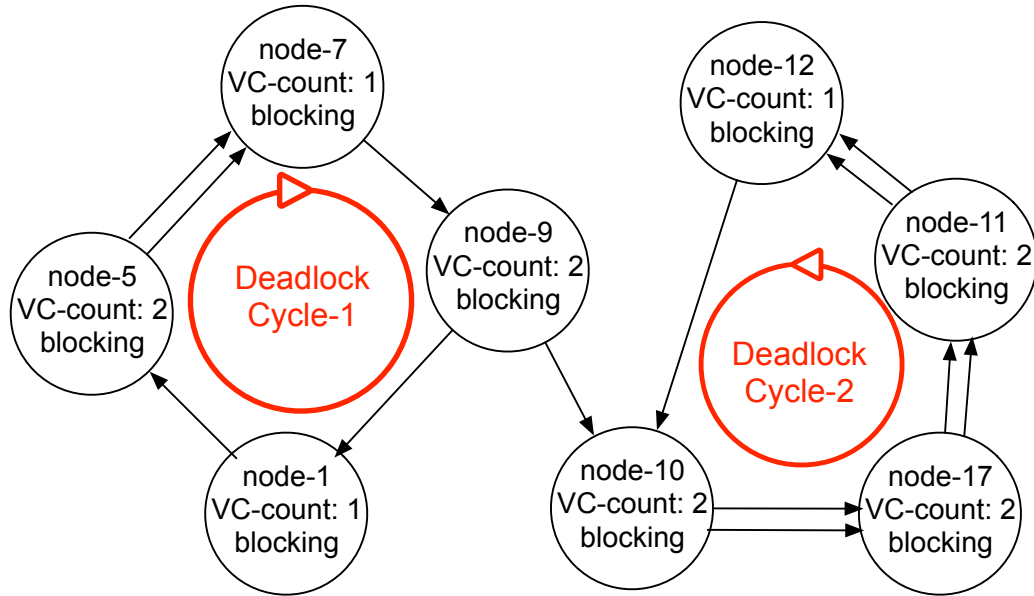 node-7
VC-count: 1
blocking
node-12
VC-count: 1
blocking
node-9
VC-count: 2
blocking
node-11
VC-count: 2
blocking
node-5
VC-count: 2
blocking
Deadlock
Cycle-1
Deadlock
Cycle-2
node-1
VC-count: 1
blocking
node-10
VC-count: 2
blocking
node-17
VC-count: 2
blocking